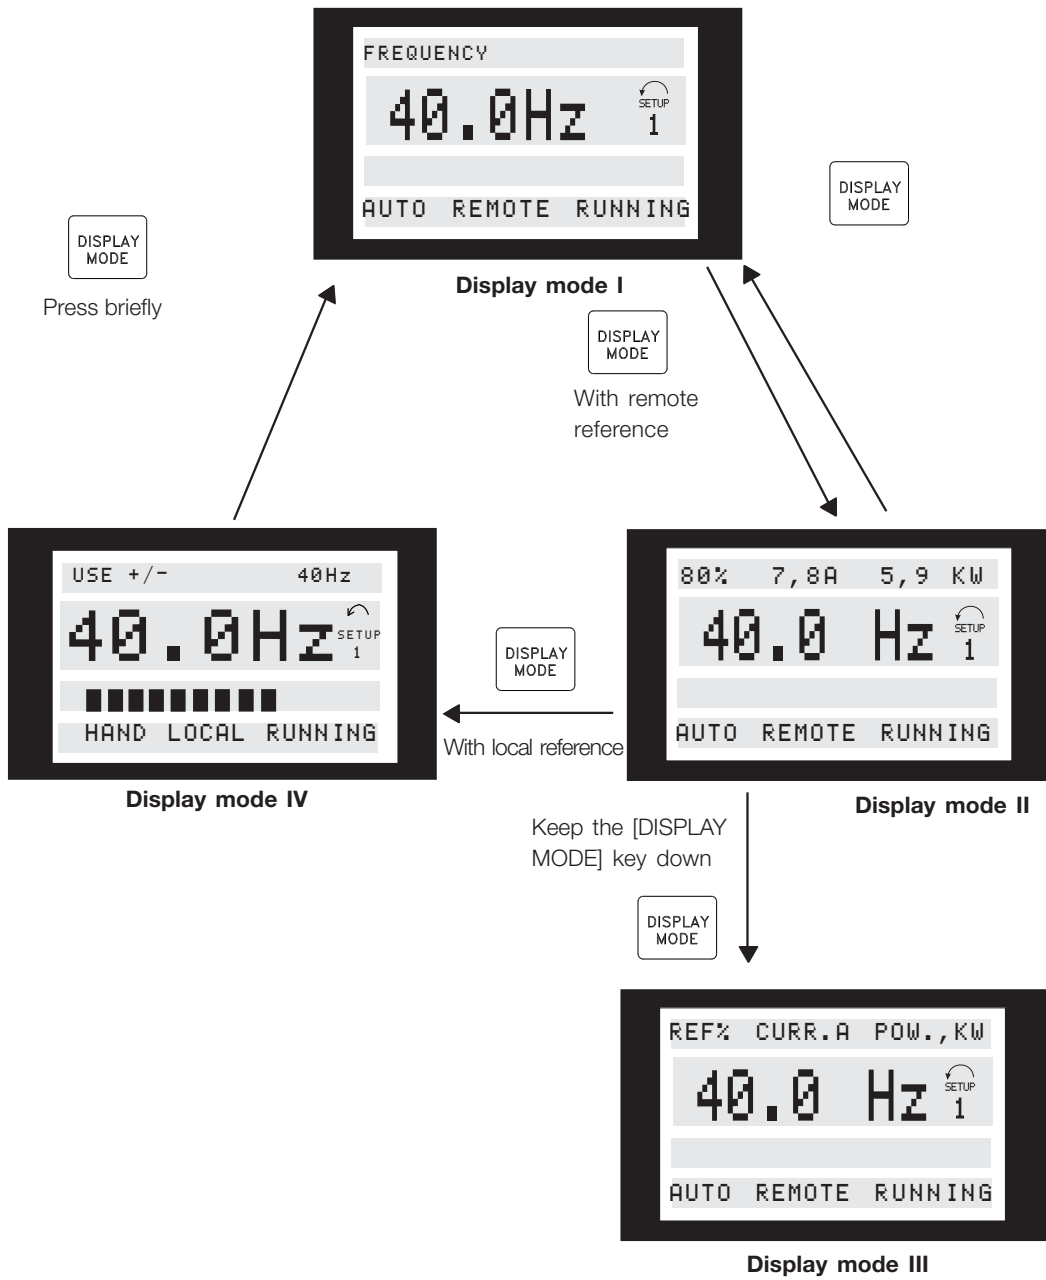 FREQUENCY
40.0Hz
SETUP
1
AUTO REMOTE RUNNING
Display mode I
DISPLAY
MODE
DISPLAY
MODE
Press briefly
DISPLAY
MODE
With remote
reference
USE +/- 40Hz
40.0Hz
SETUP
1
HAND LOCAL RUNNING
Display mode IV
DISPLAY
MODE
With local reference
80% 7,8A 5,9 KW
40.0 Hz
SETUP
1
AUTO REMOTE RUNNING
Display mode II
Keep the [DISPLAY
MODE] key down
DISPLAY
MODE
REF% CURR.A POW.,KW
40.0 Hz
SETUP
1
AUTO REMOTE RUNNING
Display mode III